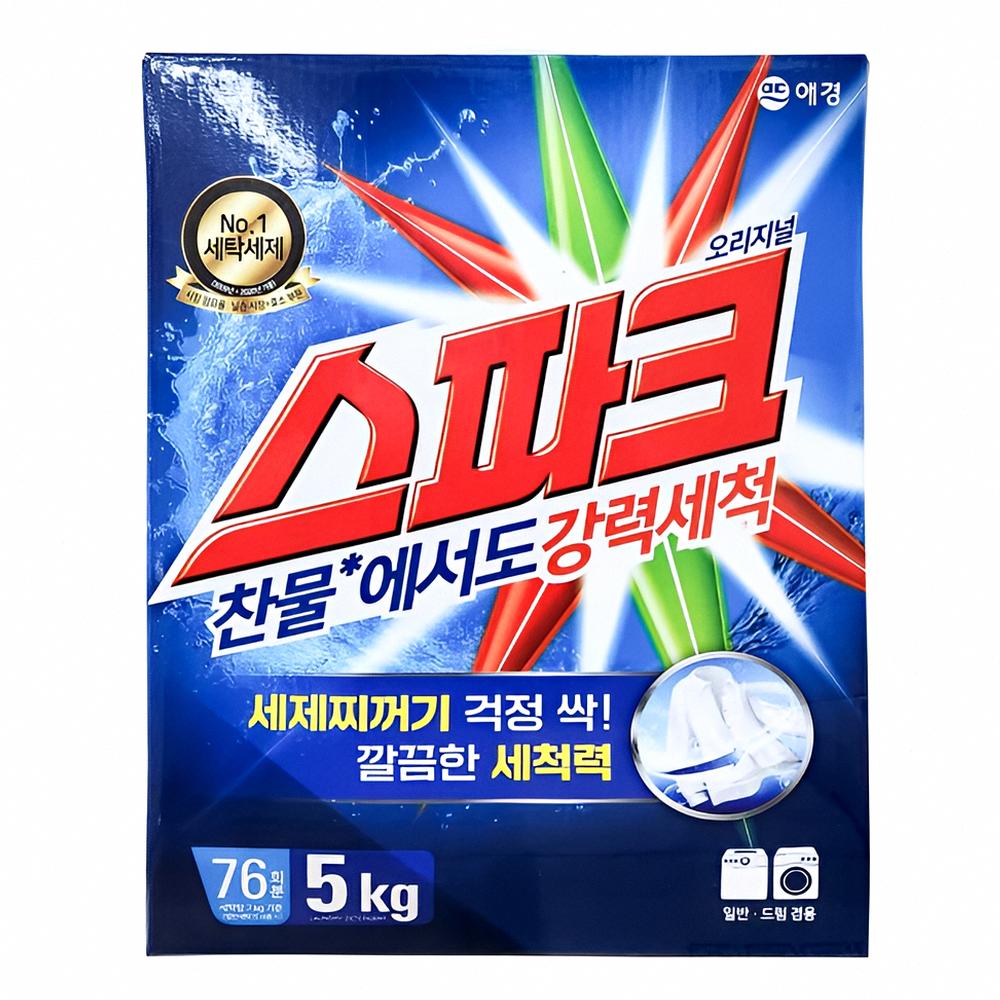 애경
No.1
세탁세제
오리지널
스파크
찬물*에서도 강력세척
세제찌꺼기 걱정 싹!
깔끔한 세척력
76회분
5 kg
일반 · 드럼 겸용